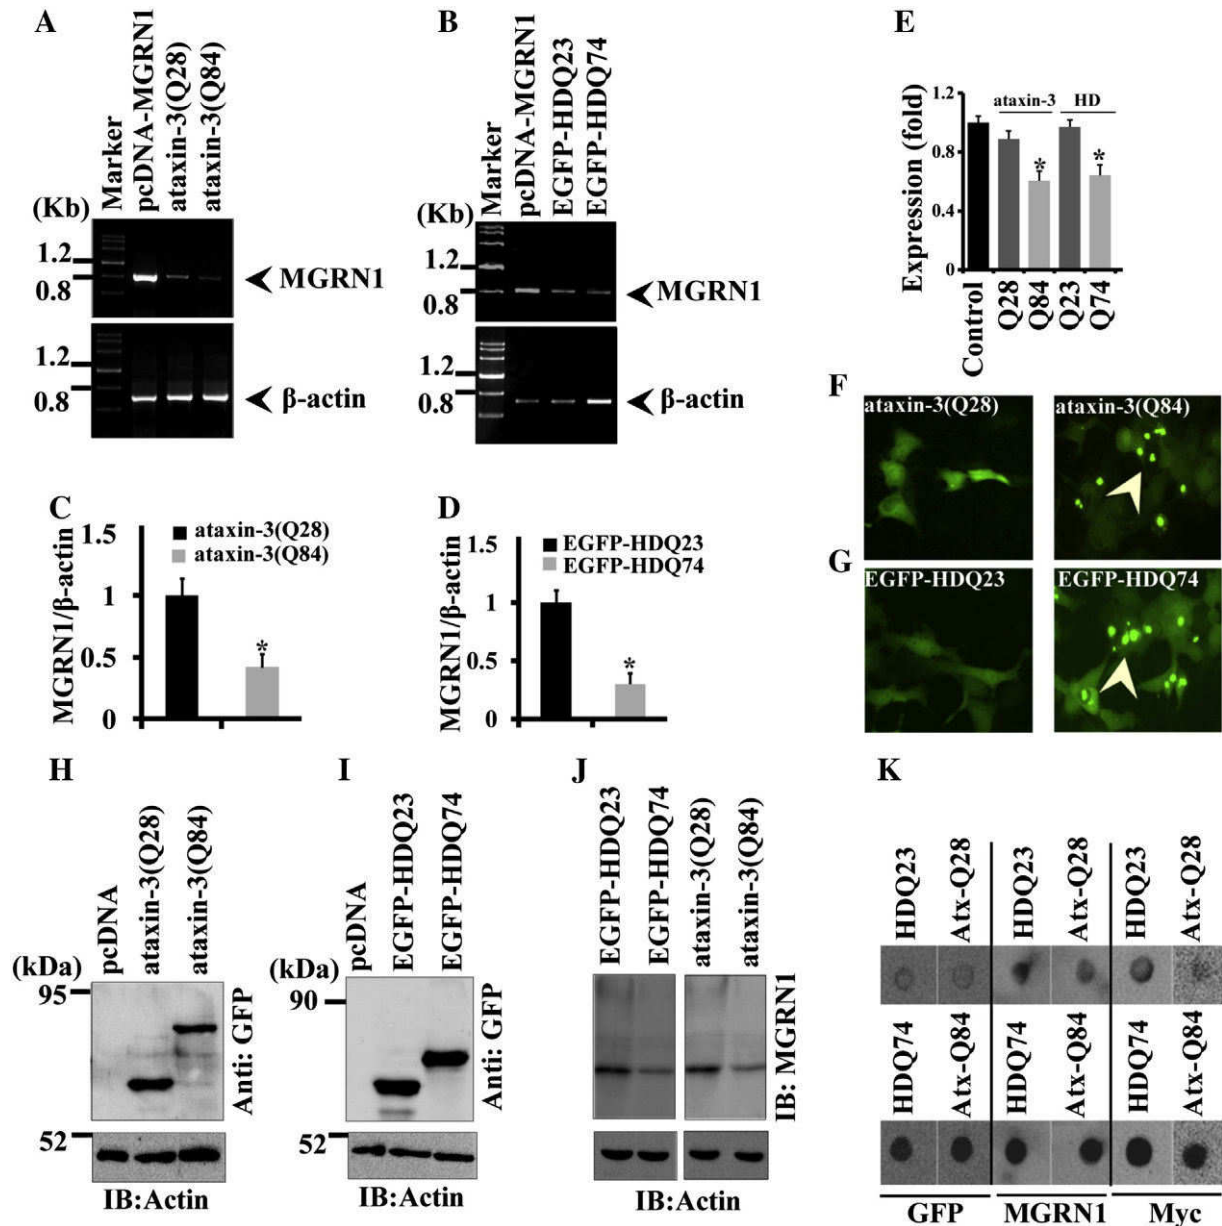 A
Marker
pcDNA-MGRN1
ataxin-3(Q28)
ataxin-3(Q84)
(Kb)
1.2
0.8
MGRN1
1.2
0.8
β-actin
B
Marker
pcDNA-MGRN1
EGFP-HDQ23
EGFP-HDQ74
(Kb)
1.2
0.8
MGRN1
1.2
0.8
β-actin
E
Expression (fold)
1.2
0.8
0.4
0
ataxin-3
HD
*
*
Control
Q28
Q84
Q23
Q74
C
MGRN1/β-actin
1.5
1
0.5
0
ataxin-3(Q28)
ataxin-3(Q84)
*
D
MGRN1/β-actin
1.5
1
0.5
0
EGFP-HDQ23
EGFP-HDQ74
*
F
ataxin-3(Q28)
ataxin-3(Q84)
G
EGFP-HDQ23
EGFP-HDQ74
H
pcDNA
ataxin-3(Q28)
ataxin-3(Q84)
(kDa)
95
52
Anti: GFP
IB:Actin
I
pcDNA
EGFP-HDQ23
EGFP-HDQ74
(kDa)
90
52
Anti: GFP
IB:Actin
J
EGFP-HDQ23
EGFP-HDQ74
ataxin-3(Q28)
ataxin-3(Q84)
IB: MGRN1
IB:Actin
K
HDQ23
Atx-Q28
HDQ23
Atx-Q28
HDQ23
Atx-Q28
HDQ74
Atx-Q84
HDQ74
Atx-Q84
HDQ74
Atx-Q84
GFP
MGRN1
Myc